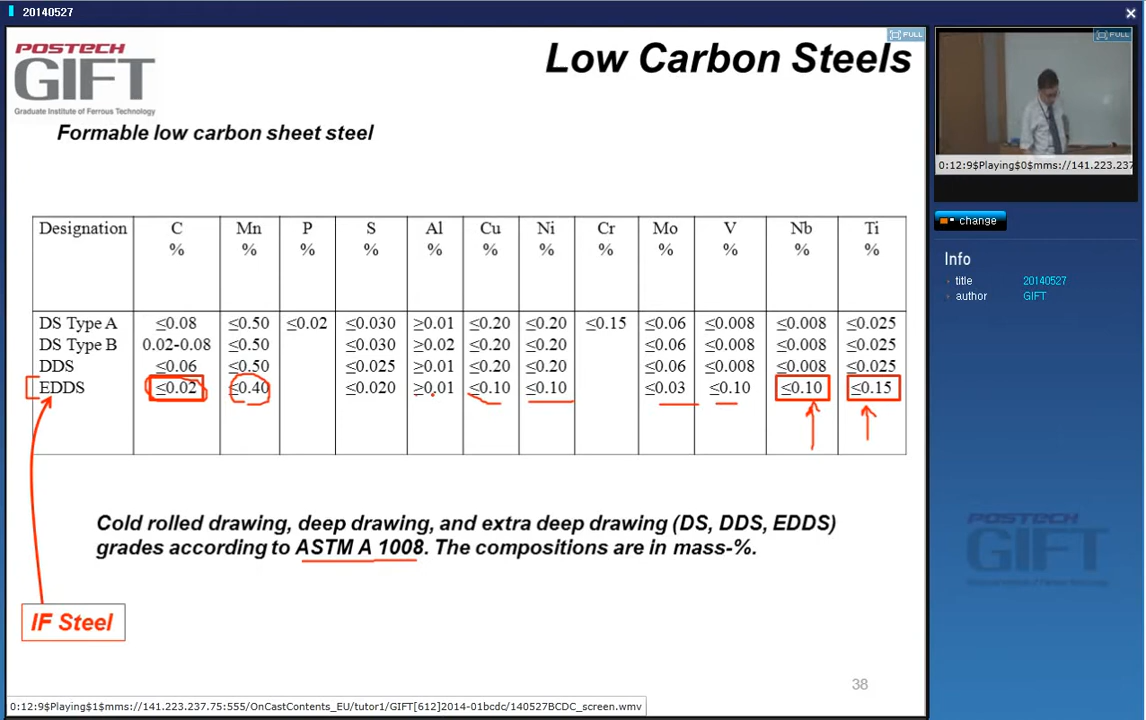 20140527
POSTECH
GIFT
Graduate Institute of Ferrous Technology
FULL
Low Carbon Steels
Formable low carbon sheet steel
Designation C Mn P S Al Cu Ni Cr Mo V Nb Ti
% % % % % % % % % % % %
DS Type A ≤0.08 ≤0.50 ≤0.02 ≤0.030 ≥0.01 ≤0.20 ≤0.20 ≤0.15 ≤0.06 ≤0.008 ≤0.008 ≤0.025
DS Type B 0.02-0.08 ≤0.50 ≤0.030 ≥0.02 ≤0.20 ≤0.20 ≤0.06 ≤0.008 ≤0.008 ≤0.025
DDS ≤0.06 ≤0.50 ≤0.025 ≥0.01 ≤0.20 ≤0.20 ≤0.06 ≤0.008 ≤0.008 ≤0.025
EDDS ≤0.02 ≤0.40 ≤0.020 ≥0.01 ≤0.10 ≤0.10 ≤0.03 ≤0.10 ≤0.10 ≤0.15
Cold rolled drawing, deep drawing, and extra deep drawing (DS, DDS, EDDS)
grades according to ASTM A 1008. The compositions are in mass-%.
IF Steel
38
0:12:9$Playing$1$mms://141.223.237.75:555/OnCastContents_EU/tutor1/GIFT[612]2014-01bcdc/140527BCDC_screen.wmv
FULL
0:12:9$Playing$0$mms://141.223.237
change
Info
title 20140527
author GIFT
POSTECH
GIFT